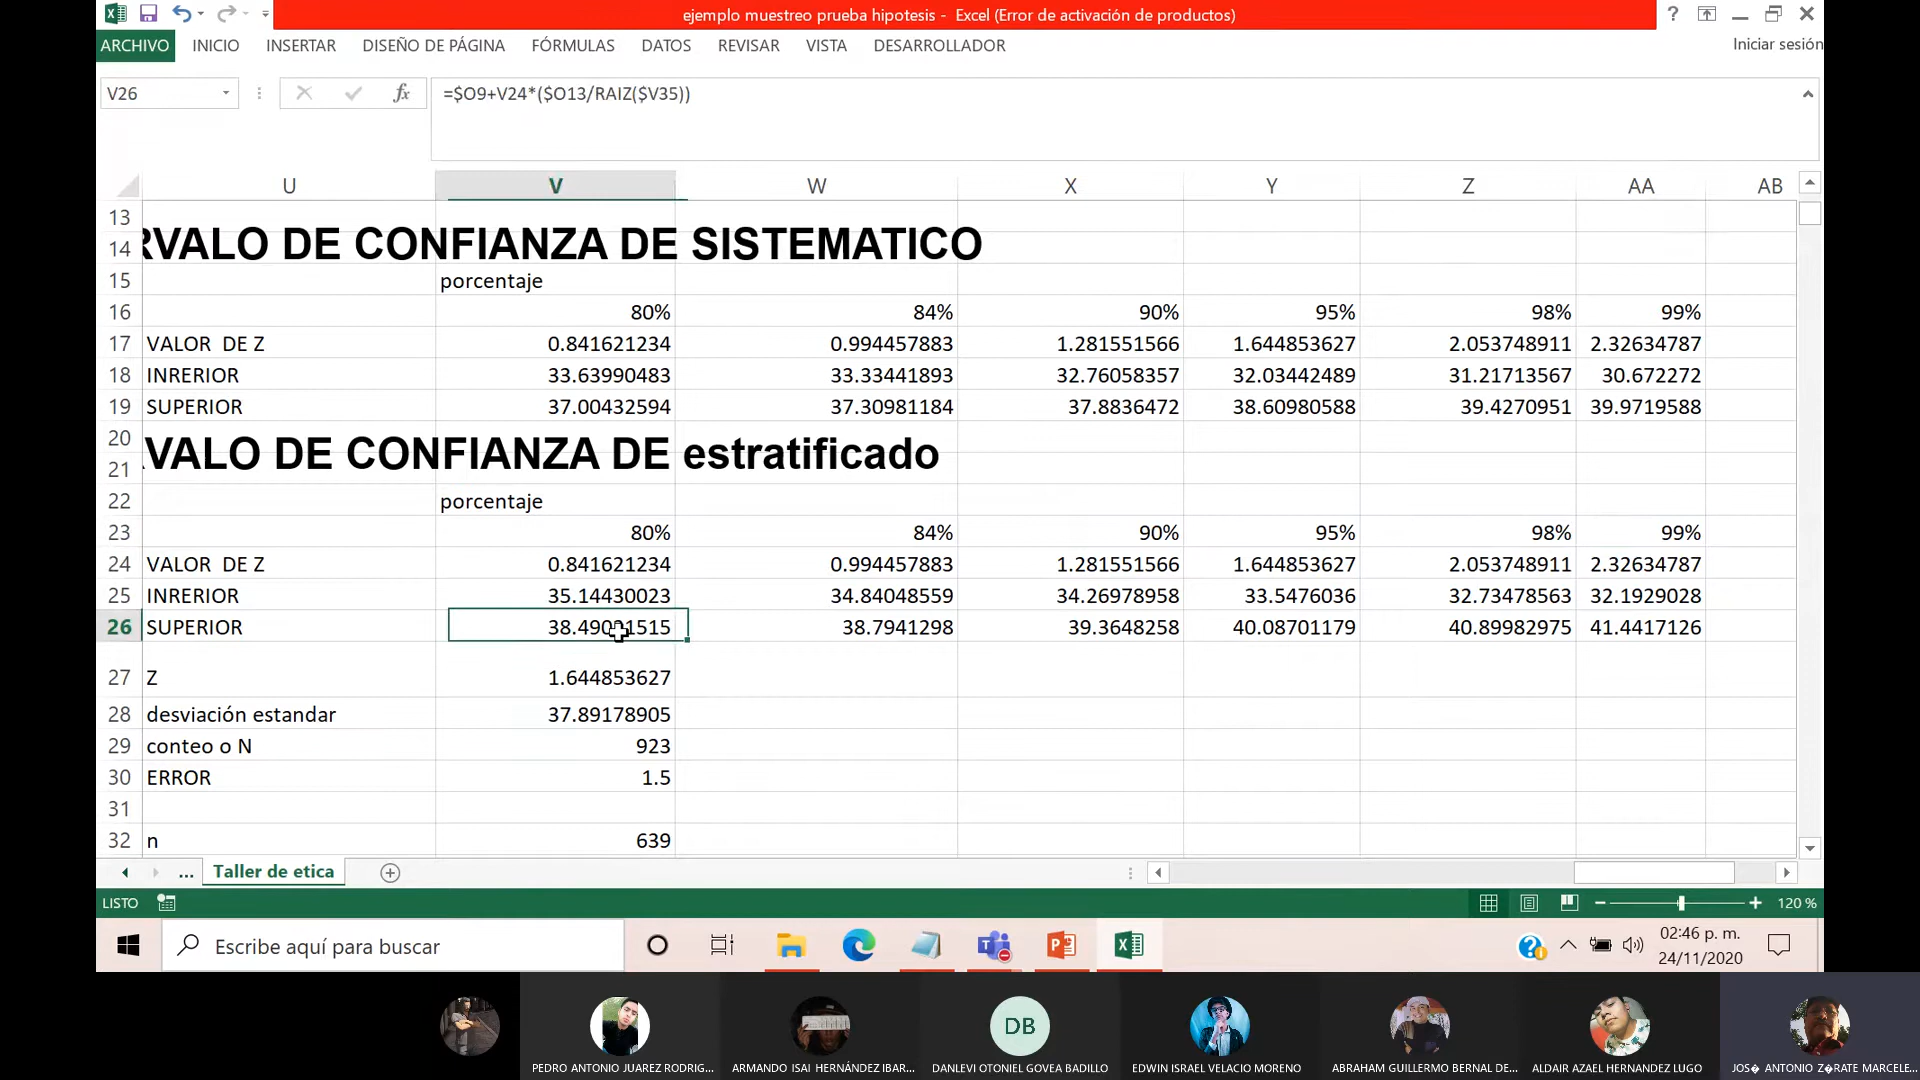 ejemplo muestreo prueba hipotesis - Excel (Error de activación de productos)
ARCHIVO INICIO INSERTAR DISEÑO DE PÁGINA FÓRMULAS DATOS REVISAR VISTA DESARROLLADOR Iniciar sesión
V26 fx =$O9+V24*($O13/RAIZ($V35))
U V W X Y Z AA AB
13
14 RVALO DE CONFIANZA DE SISTEMATICO
15 porcentaje
16 80% 84% 90% 95% 98% 99%
17 VALOR DE Z 0.841621234 0.994457883 1.281551566 1.644853627 2.053748911 2.32634787
18 INRERIOR 33.63990483 33.33441893 32.76058357 32.03442489 31.21713567 30.672272
19 SUPERIOR 37.00432594 37.30981184 37.8836472 38.60980588 39.4270951 39.9719588
20
21 VALO DE CONFIANZA DE estratificado
22 porcentaje
23 80% 84% 90% 95% 98% 99%
24 VALOR DE Z 0.841621234 0.994457883 1.281551566 1.644853627 2.053748911 2.32634787
25 INRERIOR 35.14430023 34.84048559 34.26978958 33.5476036 32.73478563 32.1929028
26 SUPERIOR 38.7941298 39.3648258 40.08701179 40.89982975 41.4417126
27 Z 1.644853627
28 desviación estandar 37.89178905
29 conteo o N 923
30 ERROR 1.5
31
32 n 639
... Taller de etica
LISTO 120 %
Escribe aquí para buscar
02:46 p. m.
24/11/2020
DB
PEDRO ANTONIO JUAREZ RODRIG... ARMANDO ISAI HERNÁNDEZ IBAR... DANLEVI OTONIEL GOVEA BADILLO EDWIN ISRAEL VELACIO MORENO ABRAHAM GUILLERMO BERNAL DE... ALDAIR AZAEL HERNANDEZ LUGO JOS� ANTONIO Z�RATE MARCELE...